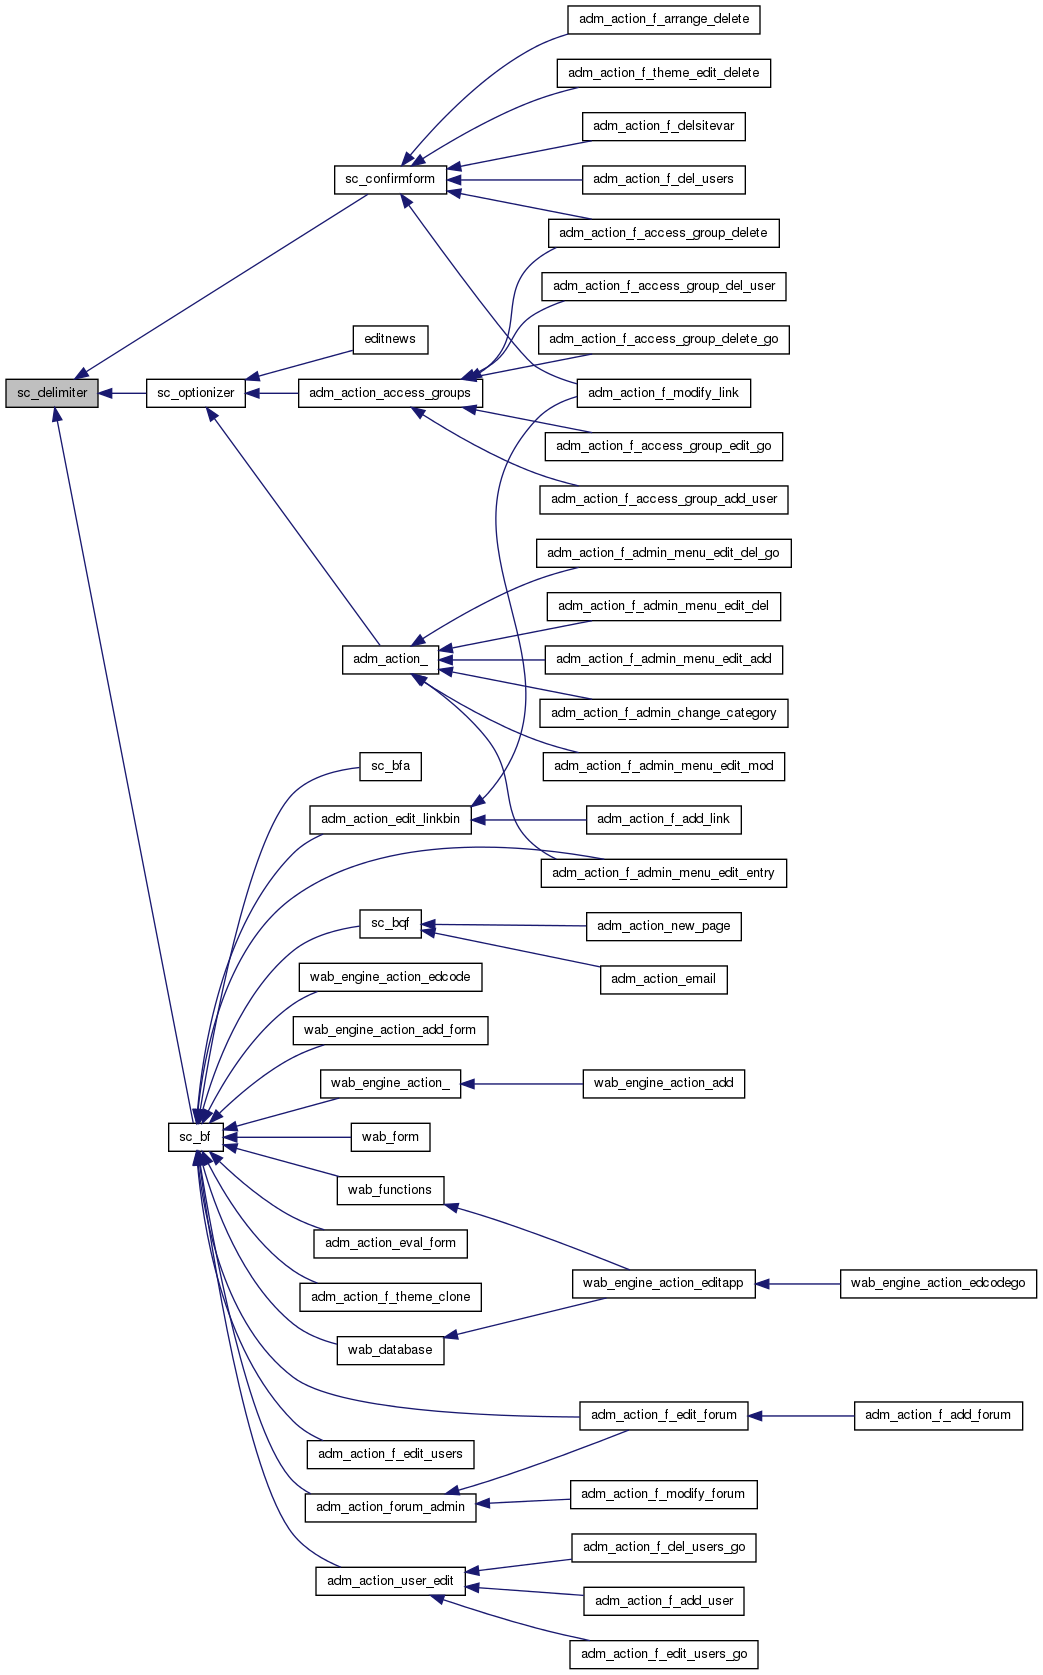 adm_action_f_arrange_delete
adm_action_f_theme_edit_delete
adm_action_f_delsitevar
sc_confirmform
adm_action_f_del_users
adm_action_f_access_group_delete
adm_action_f_access_group_del_user
editnews
adm_action_f_access_group_delete_go
sc_delimiter
sc_optionizer
adm_action_access_groups
adm_action_f_modify_link
adm_action_f_access_group_edit_go
adm_action_f_access_group_add_user
adm_action_f_admin_menu_edit_del_go
adm_action_f_admin_menu_edit_del
adm_action_
adm_action_f_admin_menu_edit_add
adm_action_f_admin_change_category
sc_bfa
adm_action_f_admin_menu_edit_mod
adm_action_edit_linkbin
adm_action_f_add_link
adm_action_f_admin_menu_edit_entry
sc_bqf
adm_action_new_page
wab_engine_action_edcode
adm_action_email
wab_engine_action_add_form
wab_engine_action_
wab_engine_action_add
sc_bf
wab_form
wab_functions
adm_action_eval_form
adm_action_f_theme_clone
wab_engine_action_editapp
wab_engine_action_edcodego
wab_database
adm_action_f_edit_forum
adm_action_f_add_forum
adm_action_f_edit_users
adm_action_forum_admin
adm_action_f_modify_forum
adm_action_f_del_users_go
adm_action_user_edit
adm_action_f_add_user
adm_action_f_edit_users_go